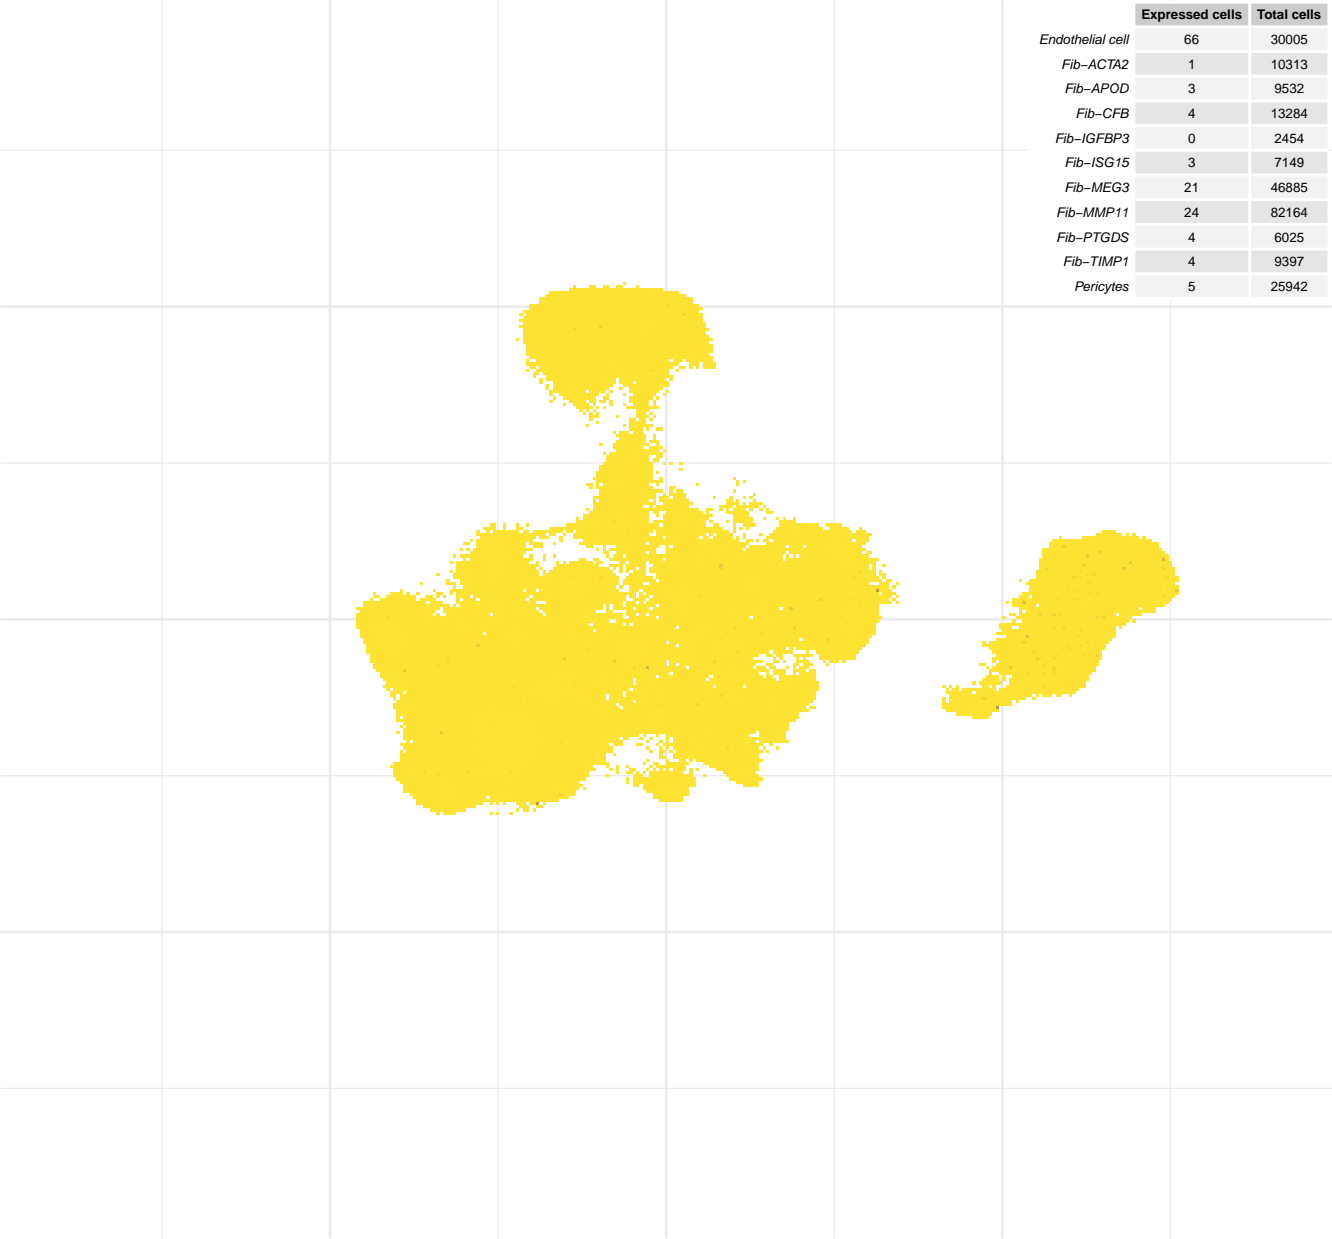 Expressed cells Total cells
Endothelial cell 66 30005
Fib−ACTA2 1 10313
Fib−APOD 3 9532
Fib−CFB 4 13284
Fib−IGFBP3 0 2454
Fib−ISG15 3 7149
Fib−MEG3 21 46885
Fib−MMP11 24 82164
Fib−PTGDS 4 6025
Fib−TIMP1 4 9397
Pericytes 5 25942